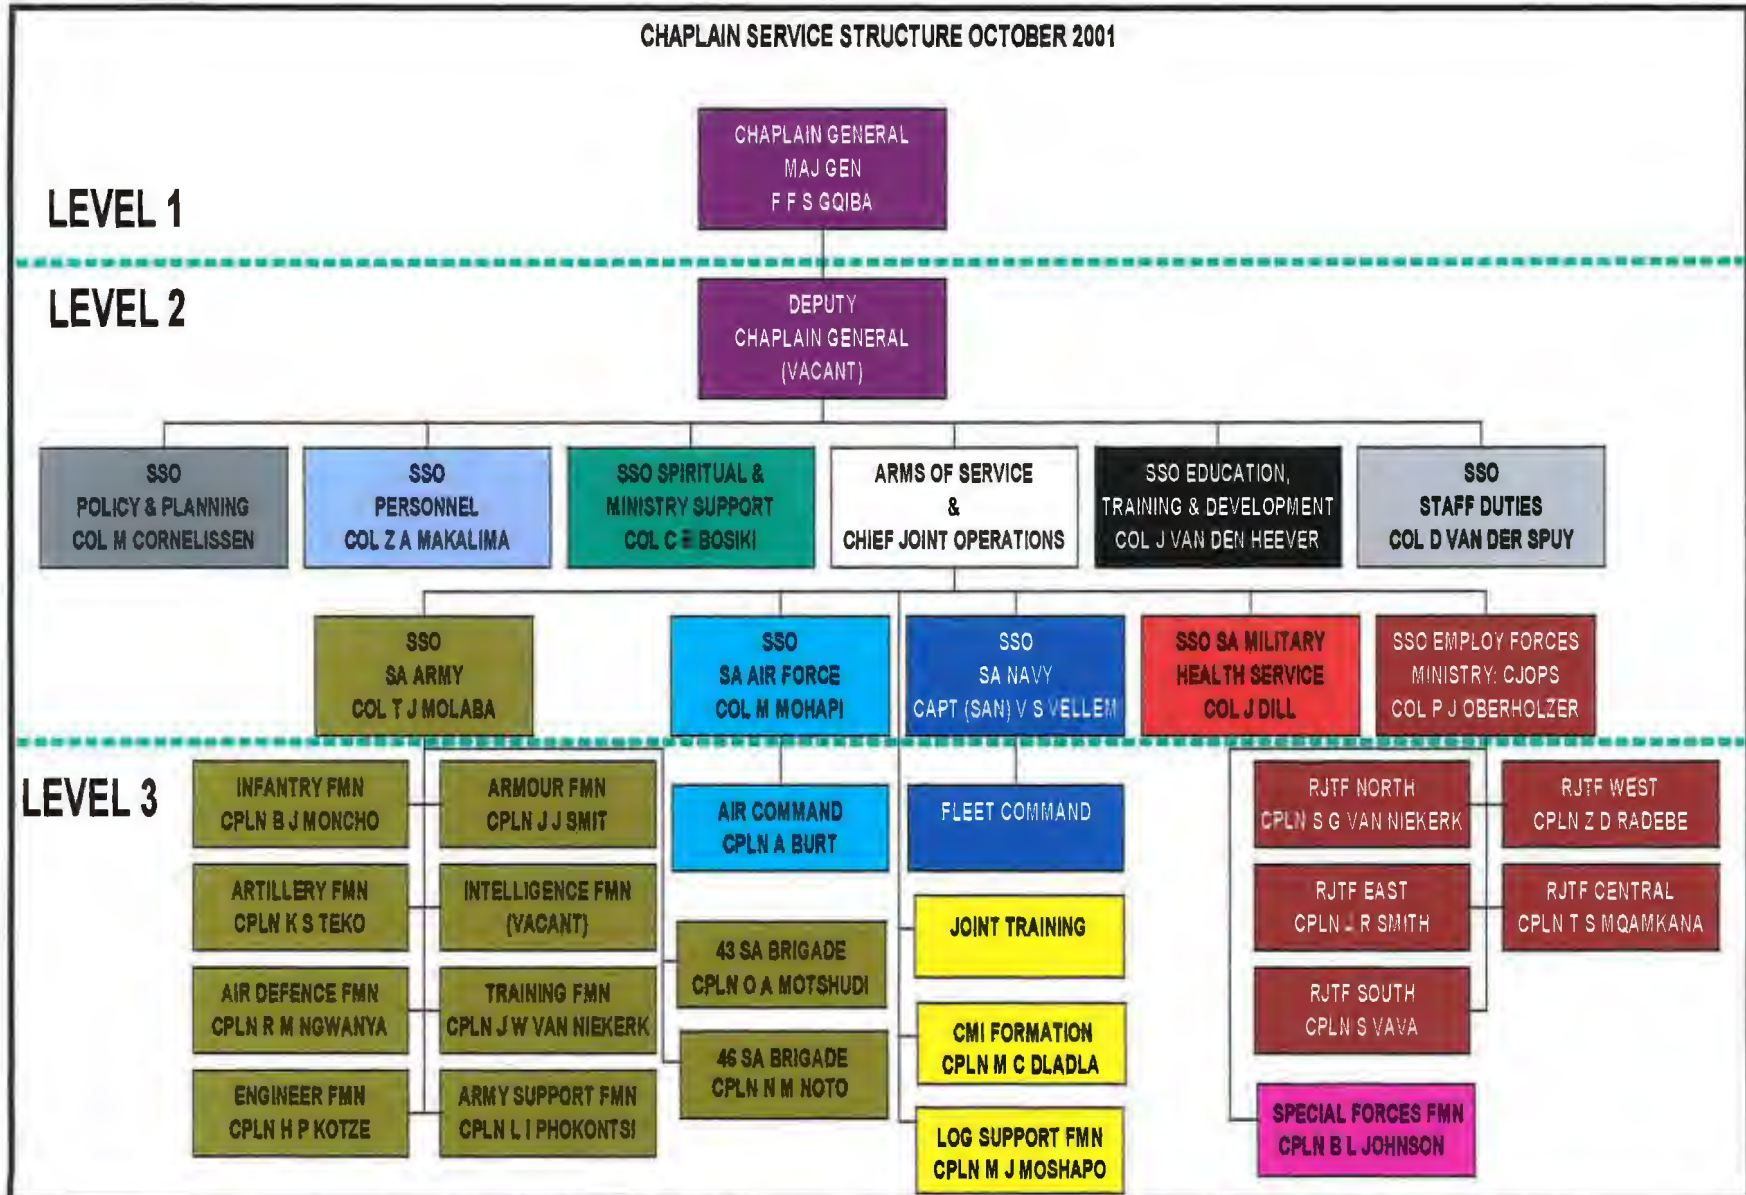 CHAPLAIN SERVICE STRUCTURE OCTOBER 2001
LEVEL 1
CHAPLAIN GENERAL
MAJ GEN
F F S GQIBA
LEVEL 2
DEPUTY
CHAPLAIN GENERAL
(VACANT)
SSO
POLICY & PLANNING
COL M CORNELISSEN
SSO
PERSONNEL
COL Z A MAKALIMA
SSO SPIRITUAL &
MINISTRY SUPPORT
COL C E BOSIKI
ARMS OF SERVICE
&
CHIEF JOINT OPERATIONS
SSO EDUCATION,
TRAINING & DEVELOPMENT
COL J VAN DEN HEEVER
SSO
STAFF DUTIES
COL D VAN DER SPUY
SSO
SA ARMY
COL T J MOLABA
SSO
SA AIR FORCE
COL M MOHAPI
SSO
SA NAVY
CAPT (SAN) V S VELLEM
SSO SA MILITARY
HEALTH SERVICE
COL J DILL
SSO EMPLOY FORCES
MINISTRY: CJOPS
COL P J OBERHOLZER
LEVEL 3
INFANTRY FMN
CPLN B J MONCHO
ARMOUR FMN
CPLN J J SMIT
ARTILLERY FMN
CPLN K S TEKO
INTELLIGENCE FMN
(VACANT)
AIR DEFENCE FMN
CPLN R M NGWANYA
TRAINING FMN
CPLN J W VAN NIEKERK
ENGINEER FMN
CPLN H P KOTZE
ARMY SUPPORT FMN
CPLN L I PHOKONTSI
43 SA BRIGADE
CPLN O A MOTSHUDI
46 SA BRIGADE
CPLN N M NOTO
AIR COMMAND
CPLN A BURT
FLEET COMMAND
JOINT TRAINING
CMI FORMATION
CPLN M C DLADLA
LOG SUPPORT FMN
CPLN M J MOSHAPO
RJTF NORTH
CPLN S G VAN NIEKERK
RJTF WEST
CPLN Z D RADEBE
RJTF EAST
CPLN J R SMITH
RJTF CENTRAL
CPLN T S MQAMKANA
RJTF SOUTH
CPLN S VAVA
SPECIAL FORCES FMN
CPLN B L JOHNSON